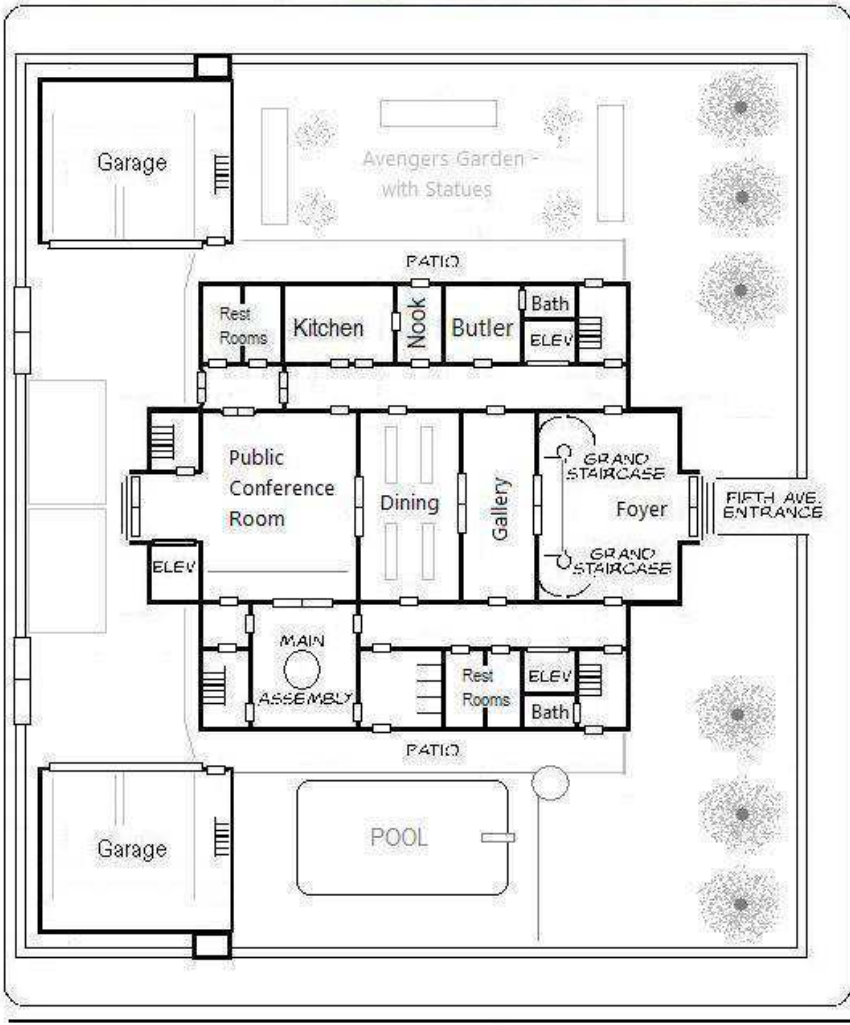 Garage
Avengers Garden -
with Statues
PATIO
Rest
Rooms
Kitchen
Nook
Butler
Bath
ELEV
Public
Conference
Room
Dining
Gallery
GRAND
STAIRCASE
Foyer
FIFTH AVE.
ENTRANCE
GRAND
STAIRCASE
ELEV
MAIN
ASSEMBLY
Rest
Rooms
ELEV
Bath
PATIO
Garage
POOL